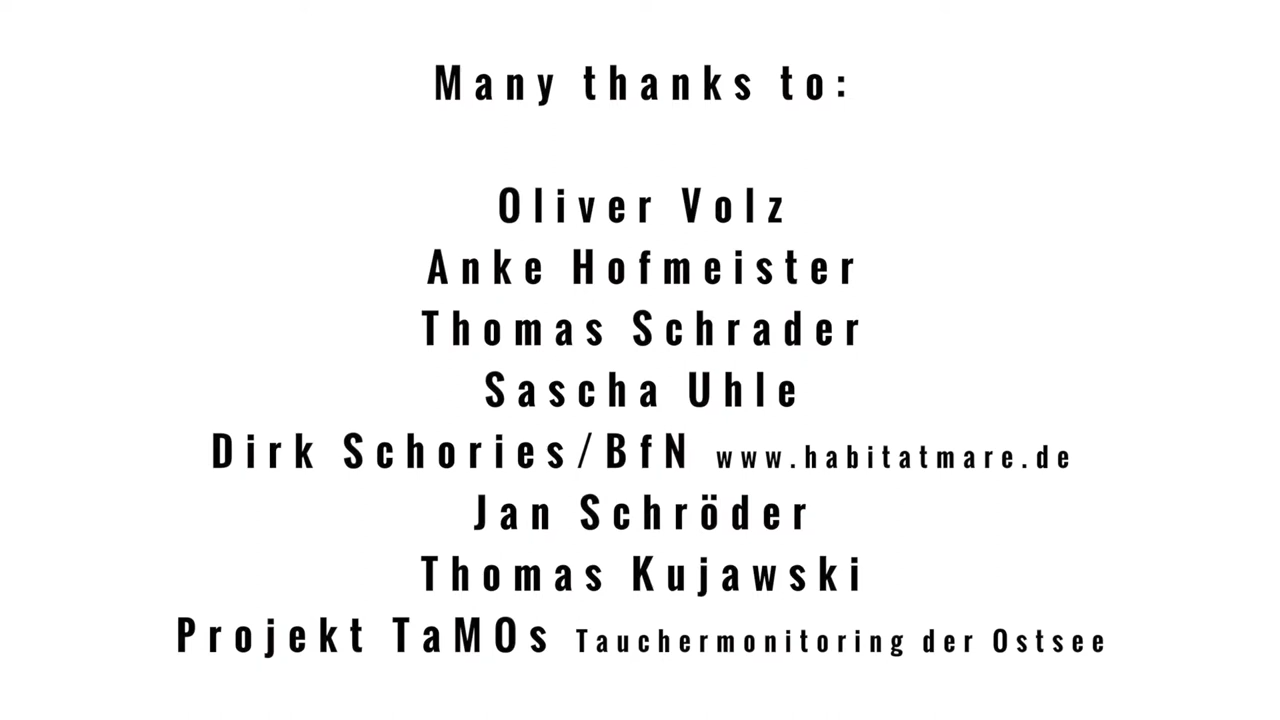 Many thanks to:
Oliver Volz
Anke Hofmeister
Thomas Schrader
Sascha Uhle
Dirk Schories/BfN www.habitatmare.de
Jan Schröder
Thomas Kujawski
Projekt TaMOs Tauchermonitoring der Ostsee